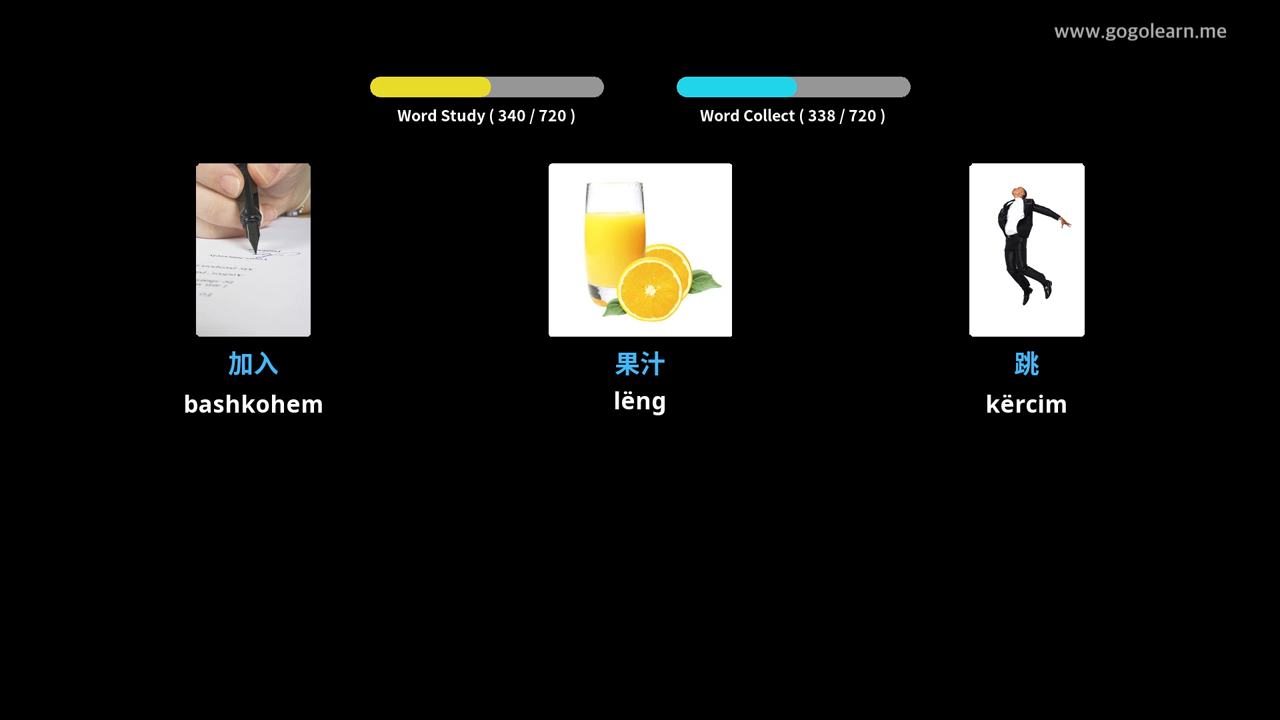 www.gogolearn.me
Word Study ( 340 / 720 )
Word Collect ( 338 / 720 )
加入
果汁
跳
bashkohem
lëng
kërcim